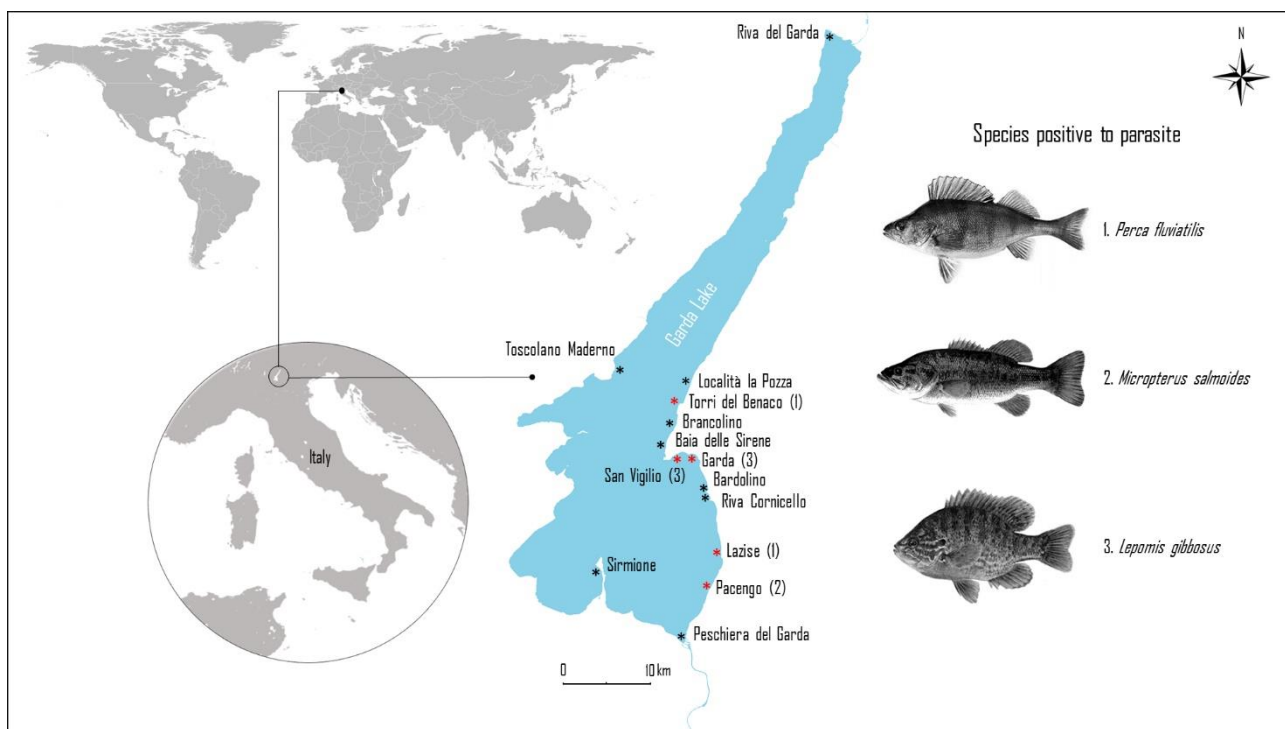 Riva del Garda
N
Species positive to parasite
1. Perca fluviatilis
Garda Lake
Toscolano Maderno
Località la Pozza
2. Micropterus salmoides
Torri del Benaco (1)
Brancolino
Baia delle Sirene
Italy
Garda (3)
San Vigilio (3)
Bardolino
Riva Cornicello
3. Lepomis gibbosus
Lazise (1)
Sirmione
Pacengo (2)
Peschiera del Garda
0 10 km